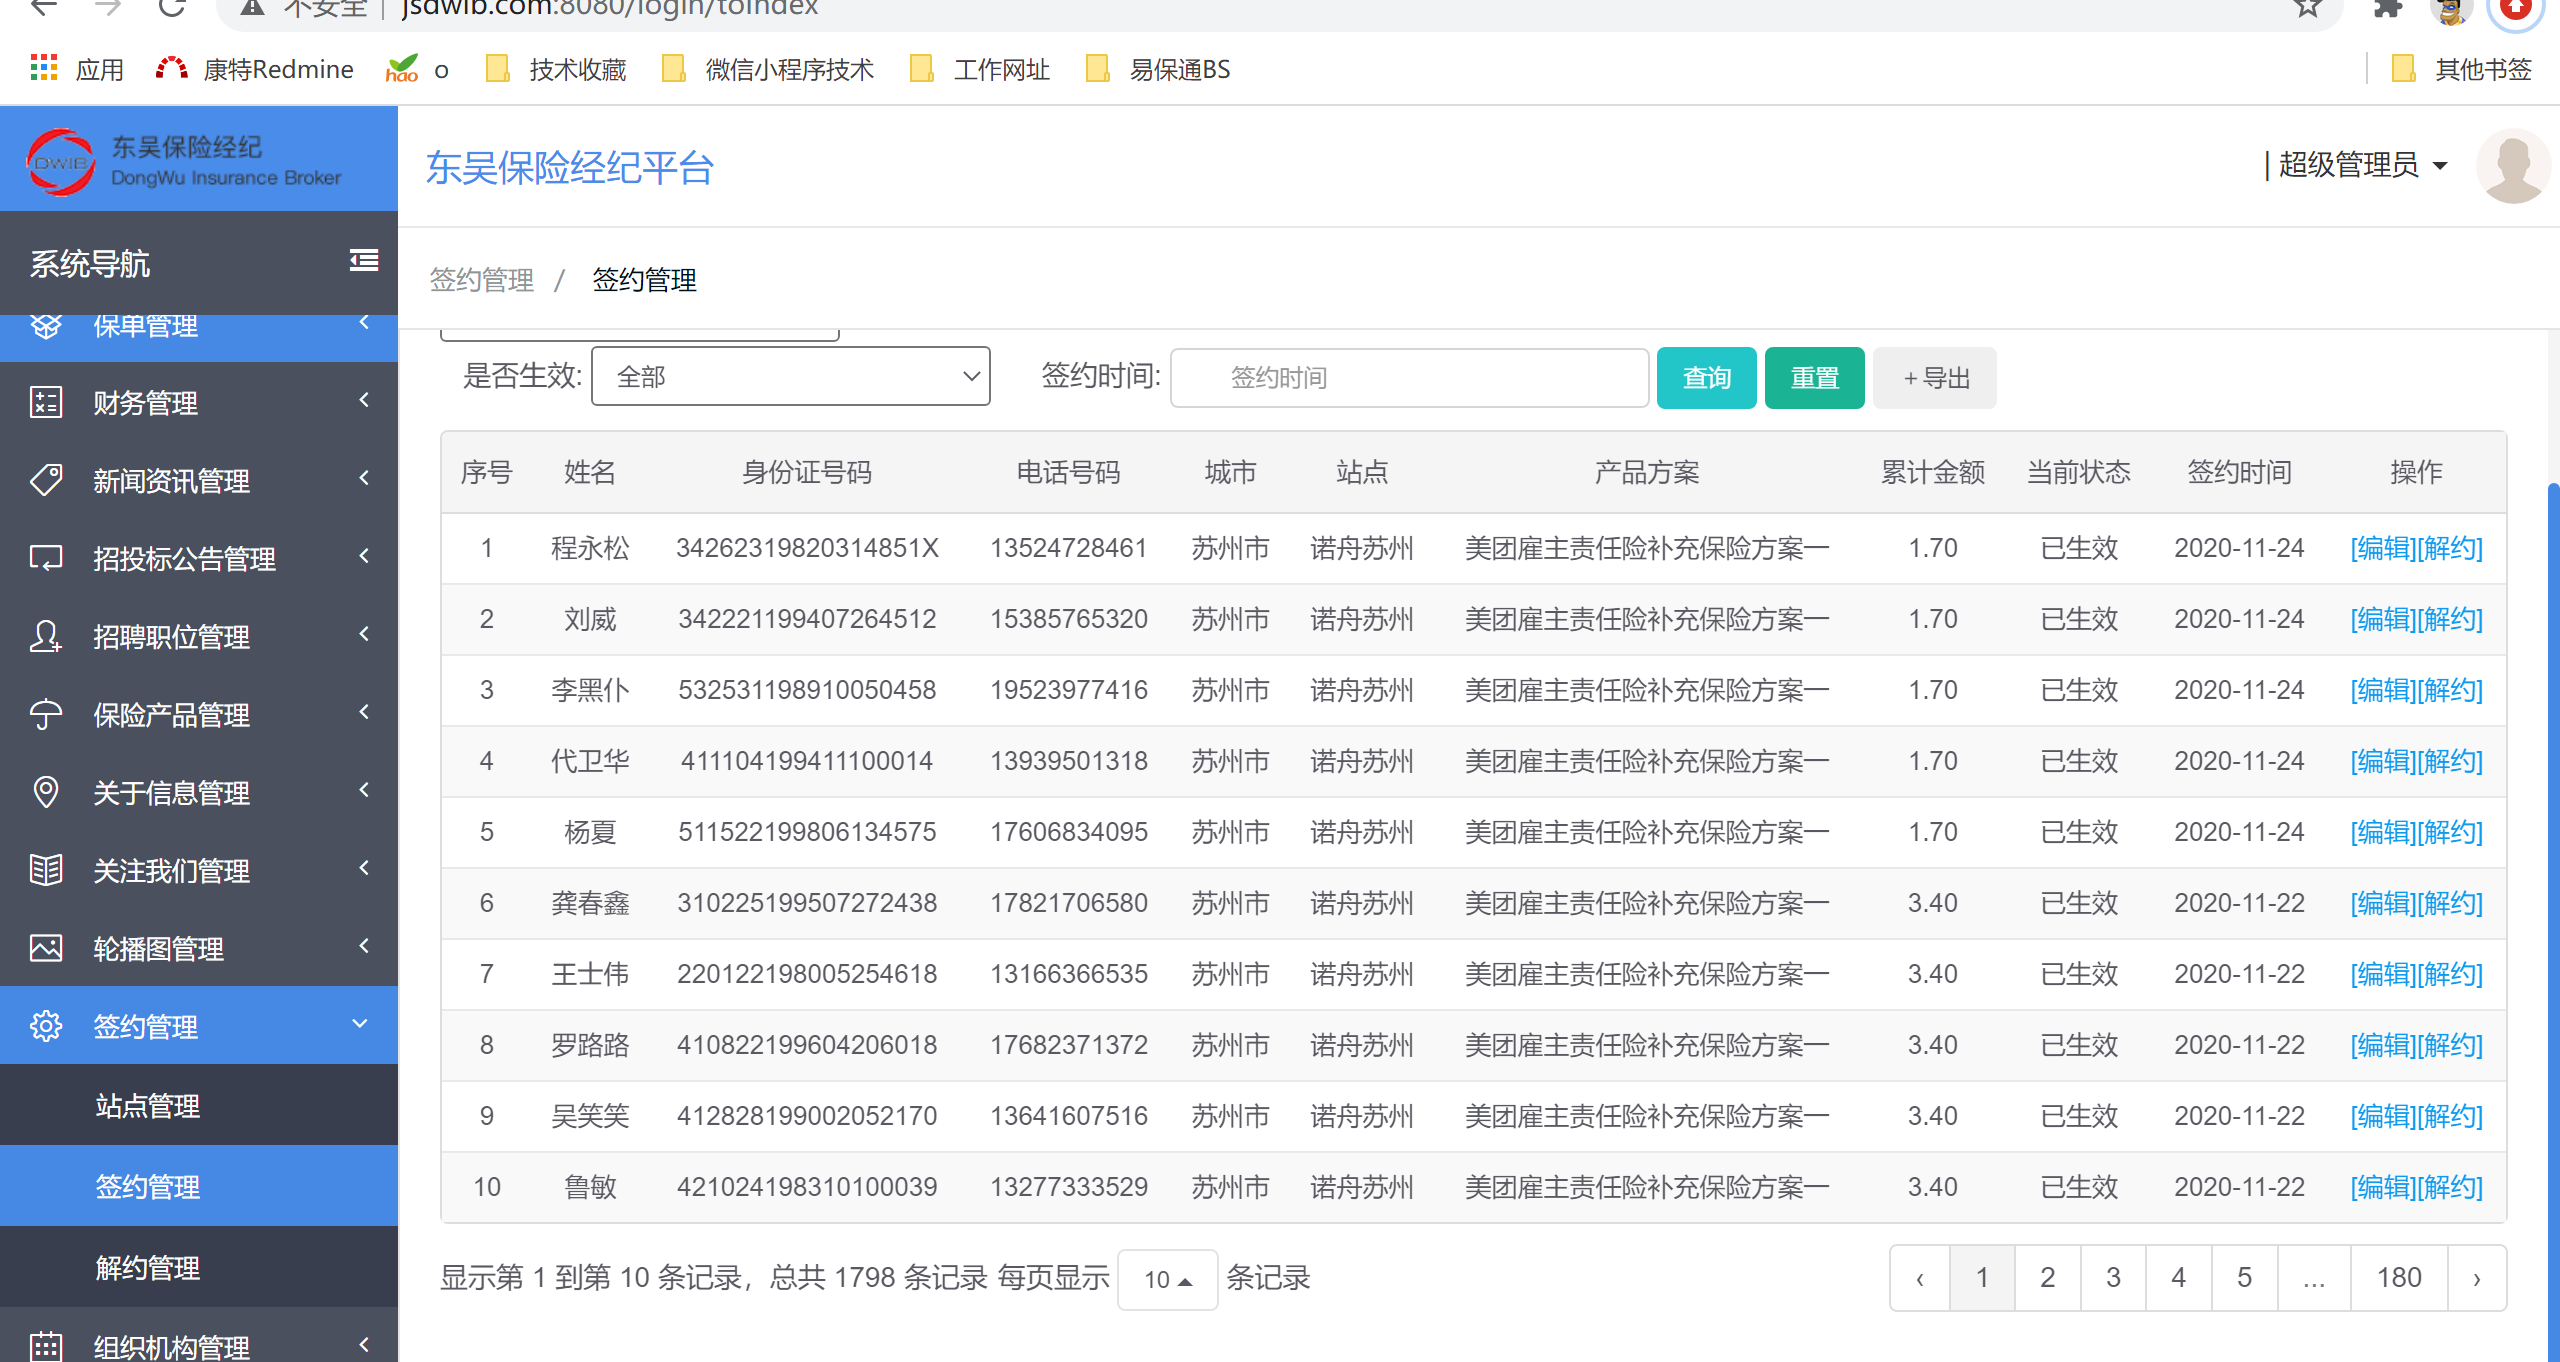 不安全 jsdwib.com:8080/login/toIndex
应用 康特Redmine hao o 技术收藏 微信小程序技术 工作网址 易保通BS 其他书签
DWIB 东吴保险经纪
DongWu Insurance Broker
东吴保险经纪平台
| 超级管理员
系统导航
签约管理 / 签约管理
保单管理
财务管理
新闻资讯管理
招投标公告管理
招聘职位管理
保险产品管理
关于信息管理
关注我们管理
轮播图管理
签约管理
站点管理
签约管理
解约管理
组织机构管理
是否生效: 全部 签约时间: 签约时间 查询 重置 +导出
序号 姓名 身份证号码 电话号码 城市 站点 产品方案 累计金额 当前状态 签约时间 操作
1 程永松 34262319820314851X 13524728461 苏州市 诺舟苏州 美团雇主责任险补充保险方案一 1.70 已生效 2020-11-24 [编辑][解约]
2 刘威 342221199407264512 15385765320 苏州市 诺舟苏州 美团雇主责任险补充保险方案一 1.70 已生效 2020-11-24 [编辑][解约]
3 李黑仆 532531198910050458 19523977416 苏州市 诺舟苏州 美团雇主责任险补充保险方案一 1.70 已生效 2020-11-24 [编辑][解约]
4 代卫华 411104199411100014 13939501318 苏州市 诺舟苏州 美团雇主责任险补充保险方案一 1.70 已生效 2020-11-24 [编辑][解约]
5 杨夏 511522199806134575 17606834095 苏州市 诺舟苏州 美团雇主责任险补充保险方案一 1.70 已生效 2020-11-24 [编辑][解约]
6 龚春鑫 310225199507272438 17821706580 苏州市 诺舟苏州 美团雇主责任险补充保险方案一 3.40 已生效 2020-11-22 [编辑][解约]
7 王士伟 220122198005254618 13166366535 苏州市 诺舟苏州 美团雇主责任险补充保险方案一 3.40 已生效 2020-11-22 [编辑][解约]
8 罗路路 410822199604206018 17682371372 苏州市 诺舟苏州 美团雇主责任险补充保险方案一 3.40 已生效 2020-11-22 [编辑][解约]
9 吴笑笑 412828199002052170 13641607516 苏州市 诺舟苏州 美团雇主责任险补充保险方案一 3.40 已生效 2020-11-22 [编辑][解约]
10 鲁敏 421024198310100039 13277333529 苏州市 诺舟苏州 美团雇主责任险补充保险方案一 3.40 已生效 2020-11-22 [编辑][解约]
显示第 1 到第 10 条记录，总共 1798 条记录 每页显示 10 条记录 ‹ 1 2 3 4 5 ... 180 ›